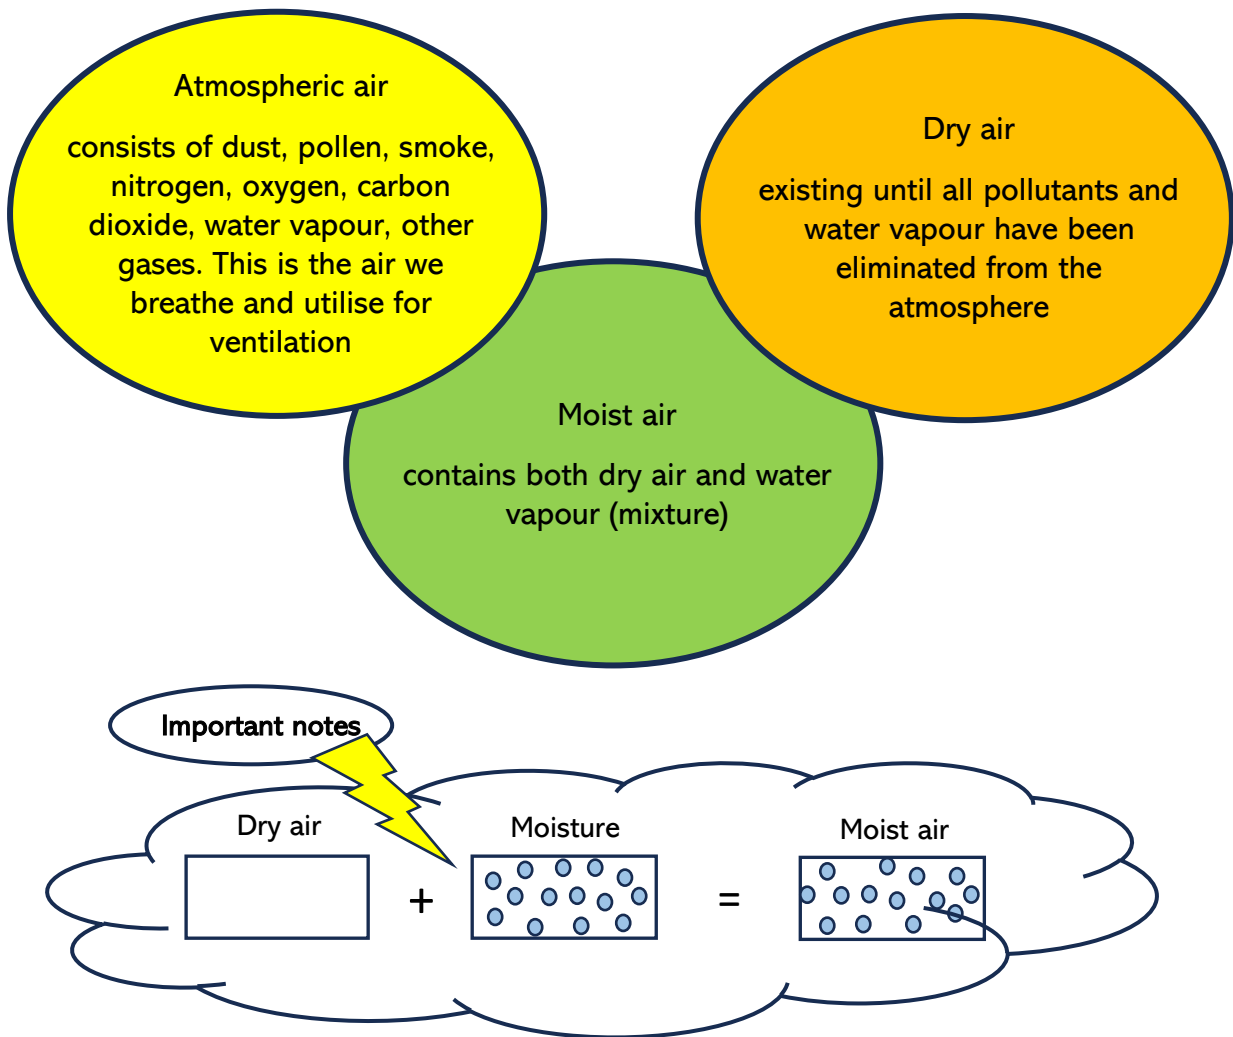 Atmospheric air
consists of dust, pollen, smoke,
nitrogen, oxygen, carbon
dioxide, water vapour, other
gases. This is the air we
breathe and utilise for
ventilation
Dry air
existing until all pollutants and
water vapour have been
eliminated from the
atmosphere
Moist air
contains both dry air and water
vapour (mixture)
Important notes
Dry air
Moisture
Moist air
+
=